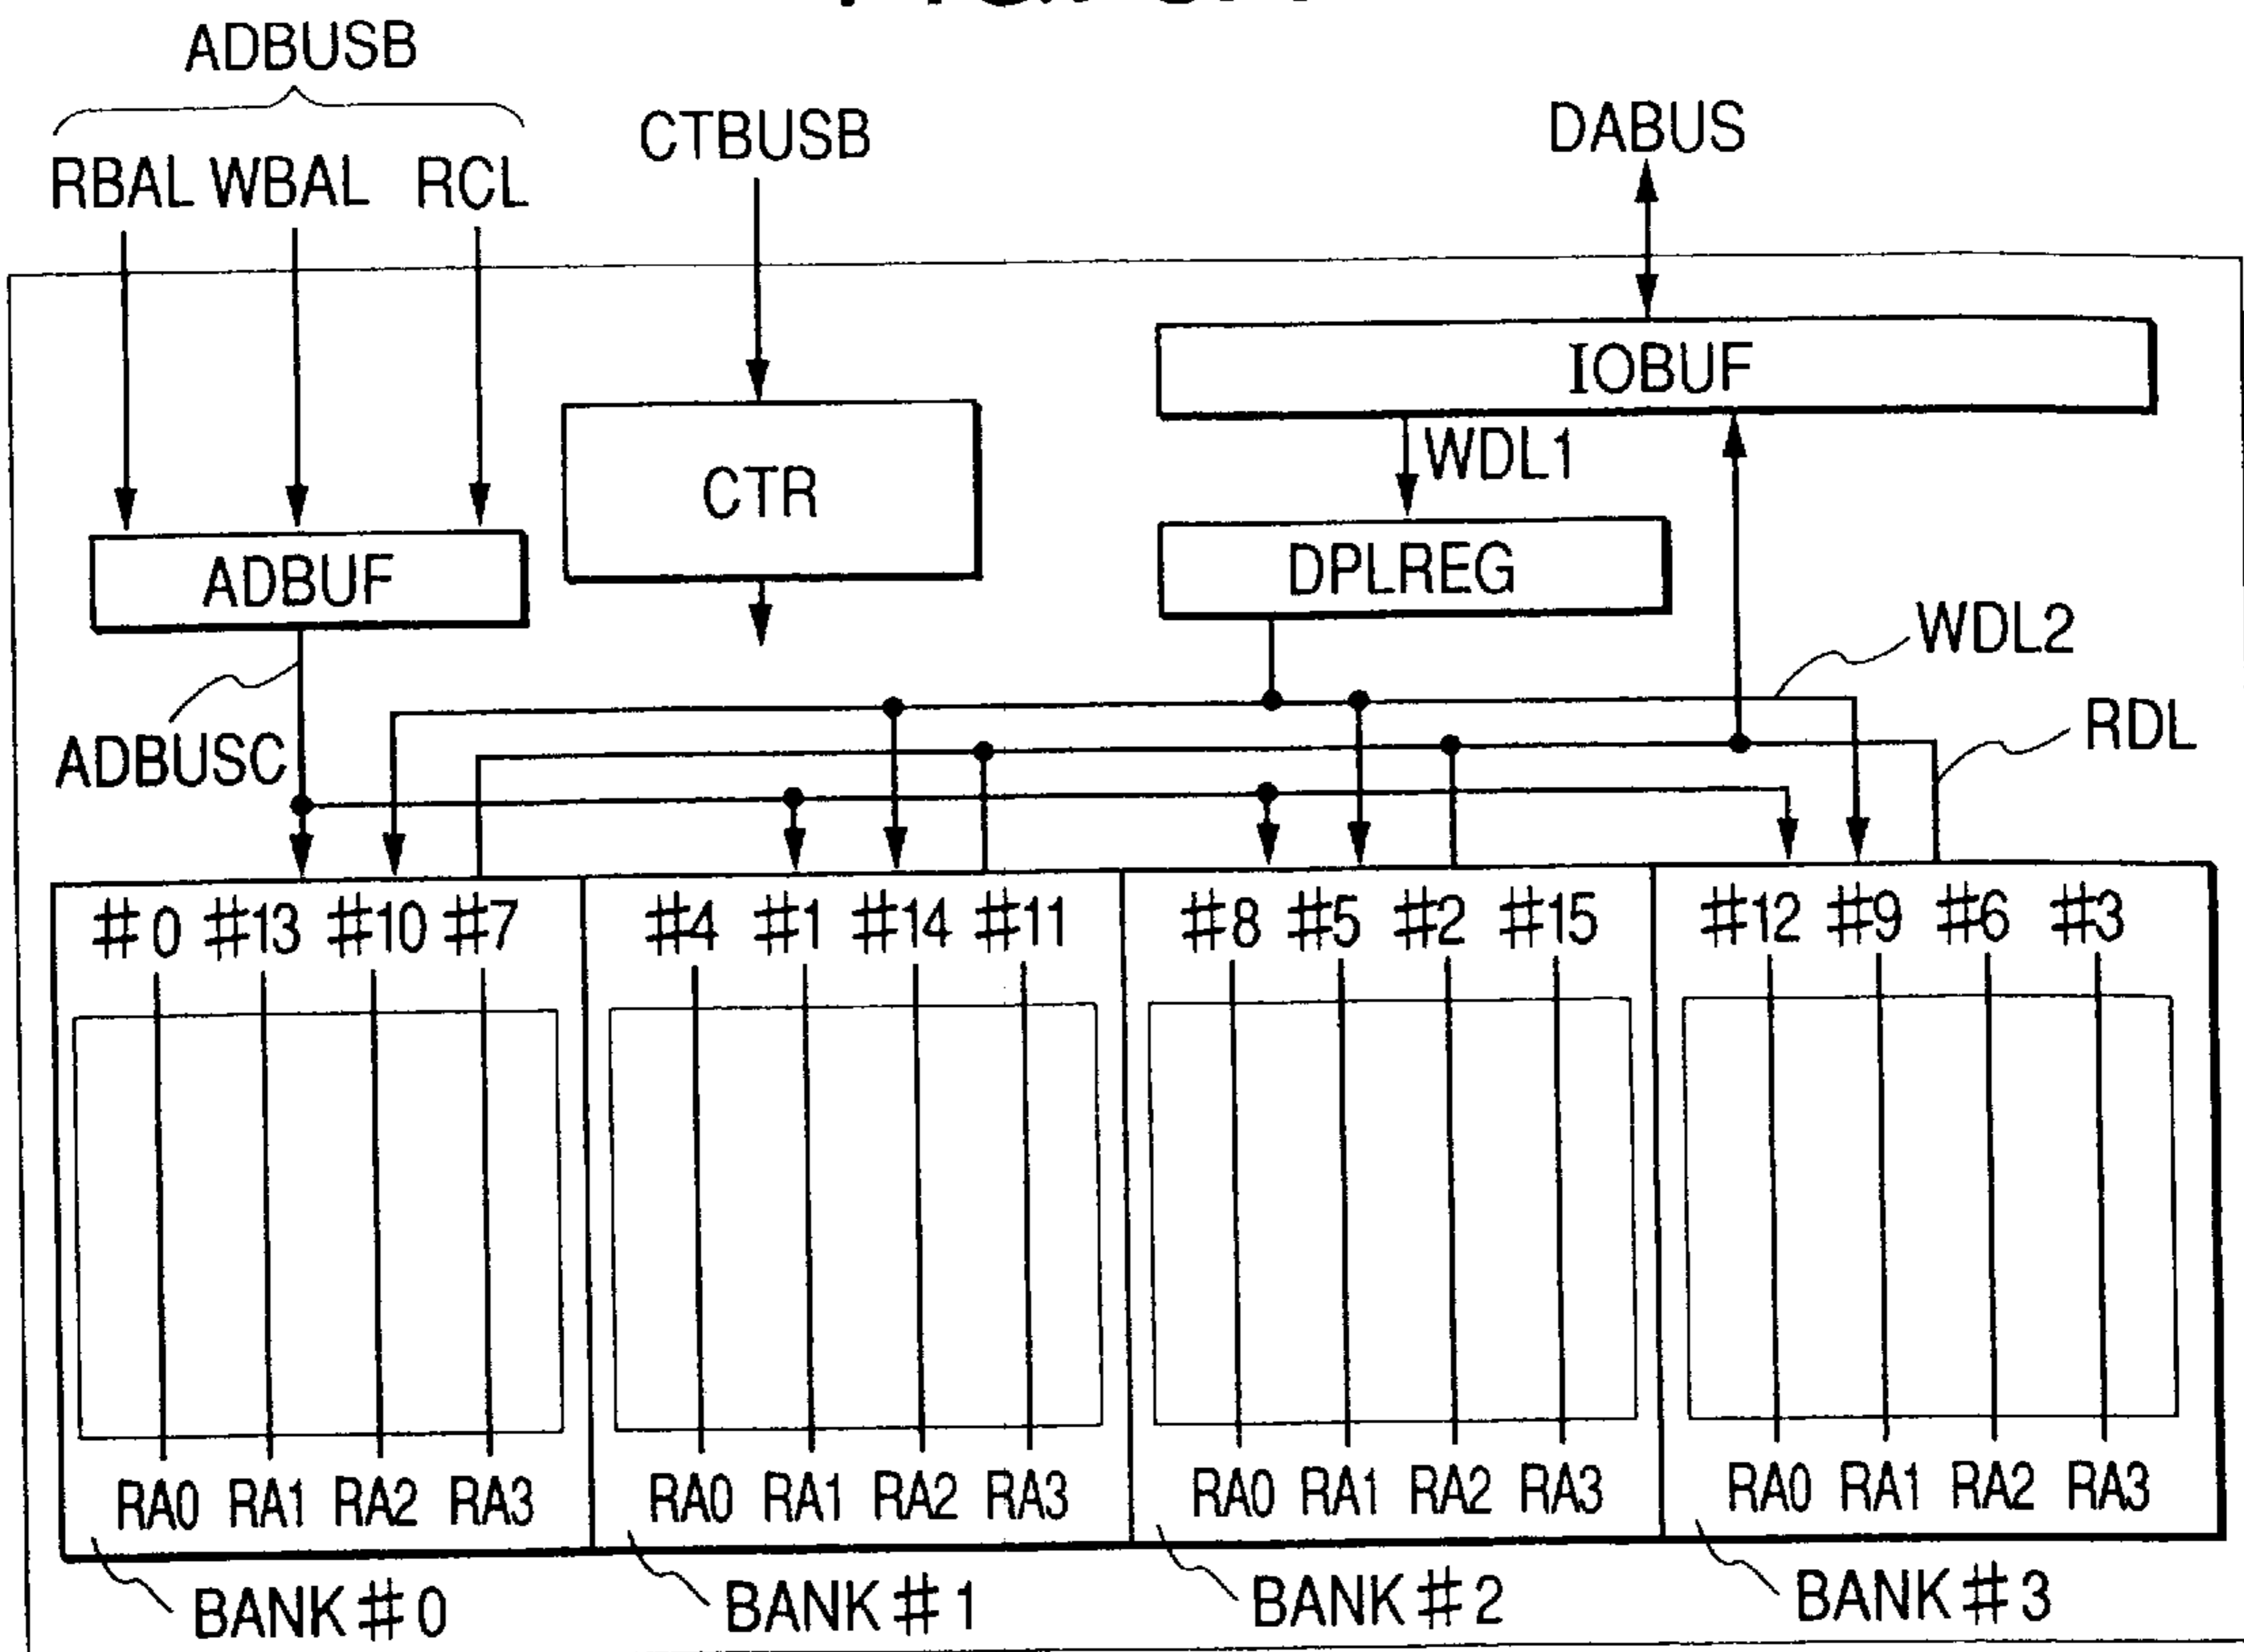 ADBUSB
RBAL WBAL RCL
CTBUSB
DABUS
IOBUF
WDL1
CTR
DPLREG
ADBUF
WDL2
RDL
ADBUSC
#0 #13 #10 #7 #4 #1 #14 #11 #8 #5 #2 #15 #12 #9 #6 #3
RA0 RA1 RA2 RA3 RA0 RA1 RA2 RA3 RA0 RA1 RA2 RA3 RA0 RA1 RA2 RA3
BANK #0 BANK #1 BANK #2 BANK #3